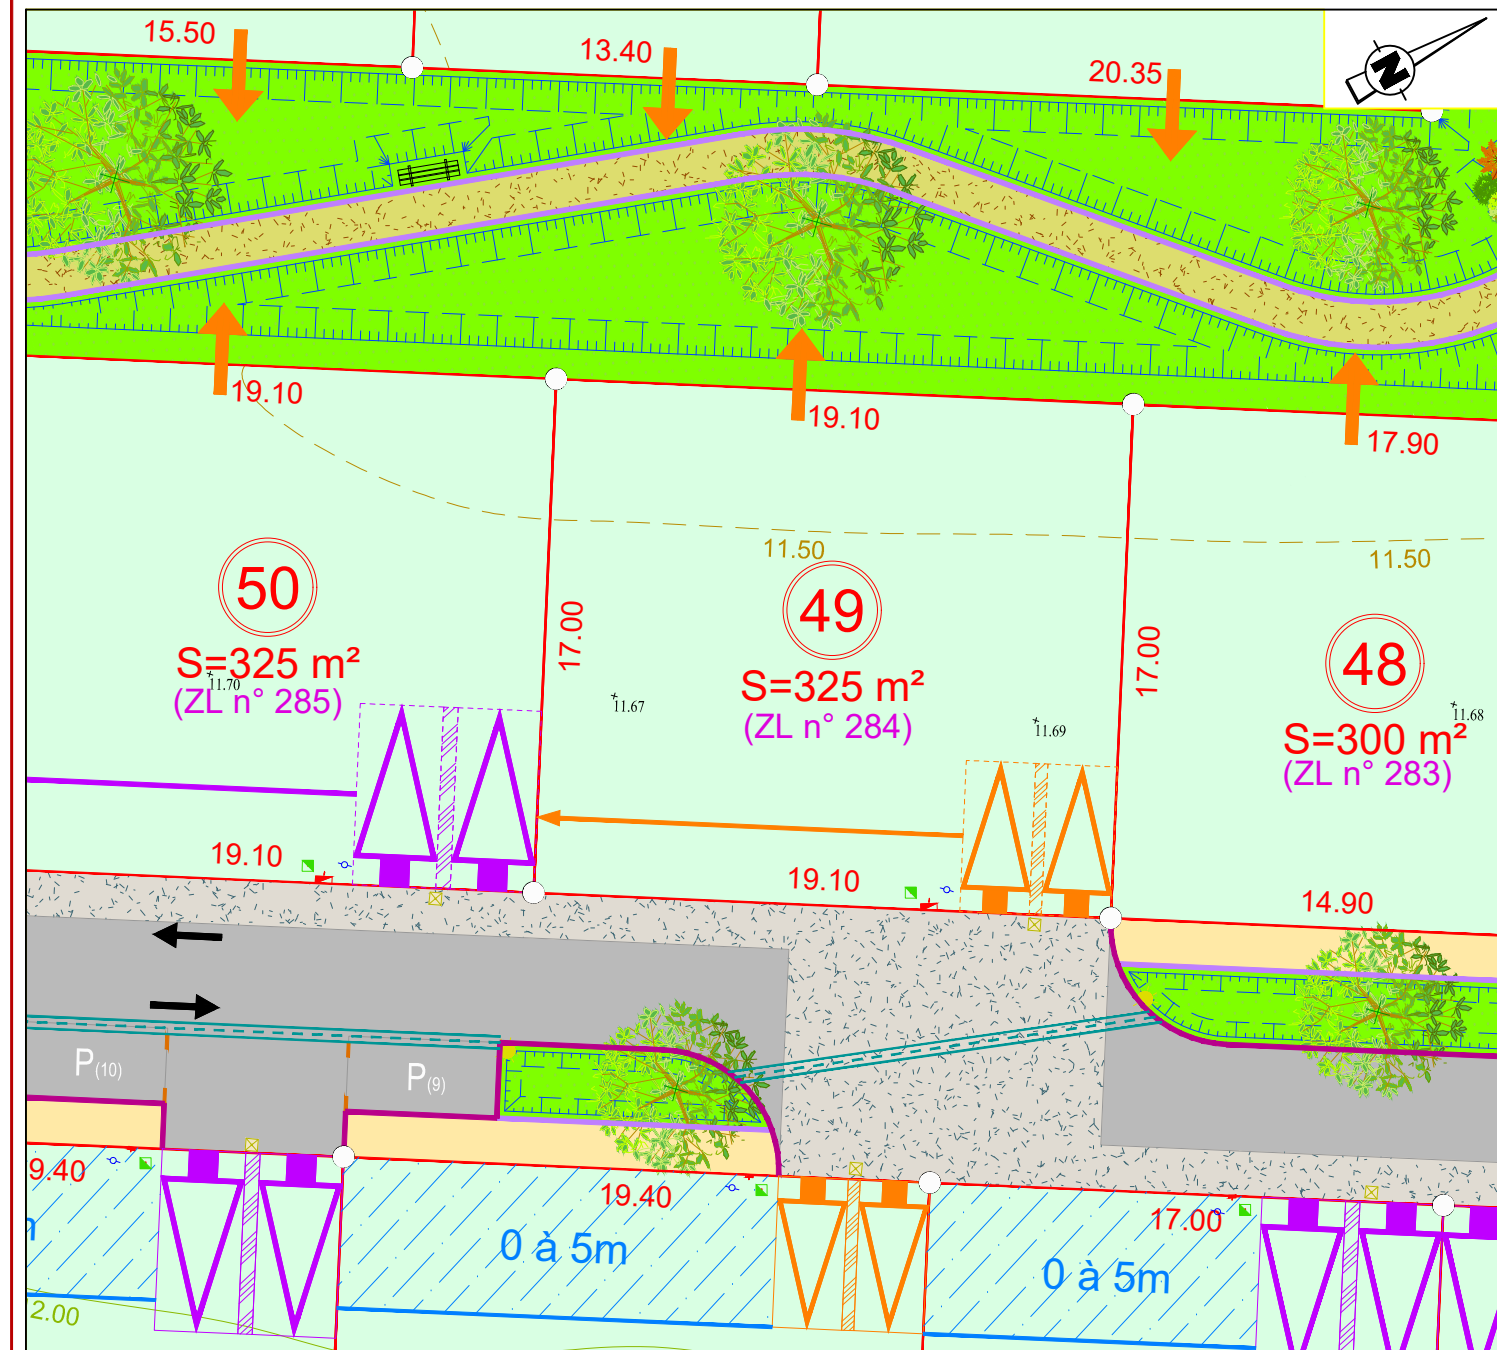 15.50
13.40
20.35
N
19.10
19.10
17.90
11.50
11.50
50
S=325 m²
(ZL n° 285)
11.70
17.00
49
S=325 m²
(ZL n° 284)
11.67
11.69
17.00
48
S=300 m²
(ZL n° 283)
11.68
19.10
19.10
14.90
P(10)
P(9)
9.40
19.40
17.00
m
0 à 5m
0 à 5m
2.00